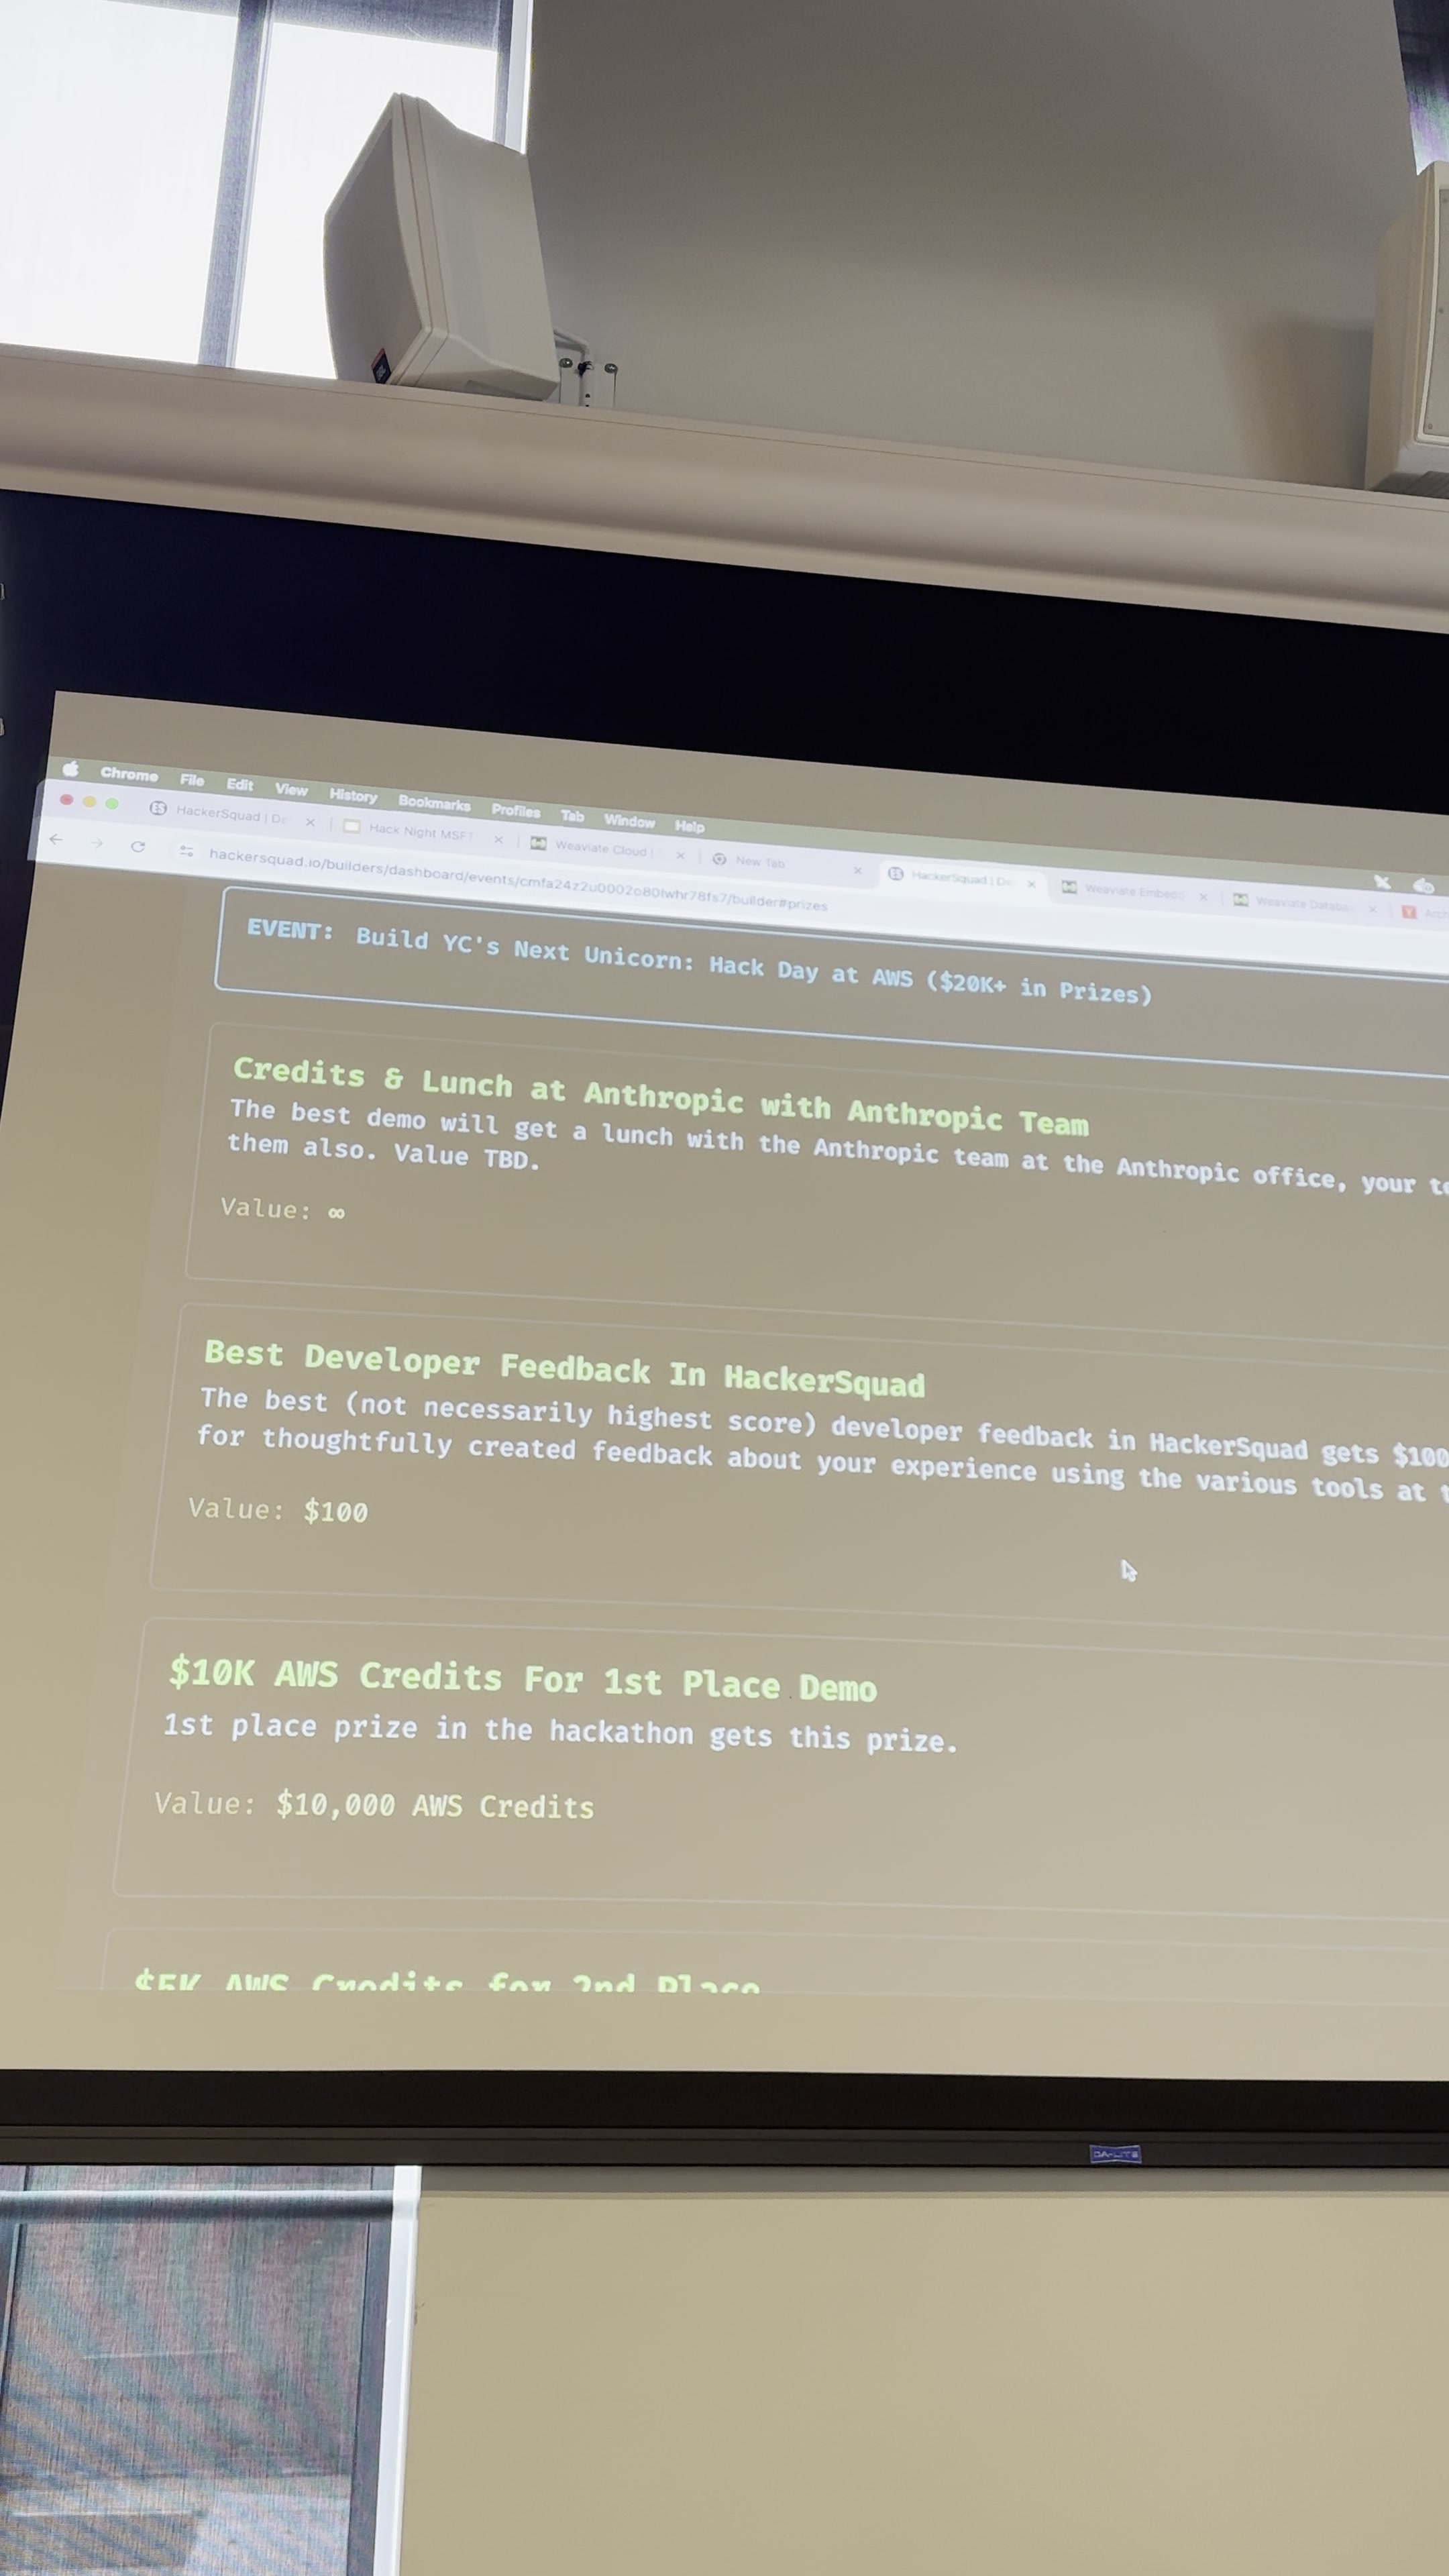 Chrome File Edit View History Bookmarks Profiles Tab Window Help
HackerSquad | De
Hack Night MSFT
Weaviate Cloud |
New Tab
HackerSquad | De
Weaviate Embed
Weaviate Databa
Arch
hackersquad.io/builders/dashboard/events/cmfa24z2u0002o80lwhr78fs7/builder#prizes
EVENT: Build YC's Next Unicorn: Hack Day at AWS ($20K+ in Prizes)
Credits & Lunch at Anthropic with Anthropic Team
The best demo will get a lunch with the Anthropic team at the Anthropic office, your te
them also. Value TBD.
Value: ∞
Best Developer Feedback In HackerSquad
The best (not necessarily highest score) developer feedback in HackerSquad gets $100
for thoughtfully created feedback about your experience using the various tools at t
Value: $100
$10K AWS Credits For 1st Place Demo
1st place prize in the hackathon gets this prize.
Value: $10,000 AWS Credits
$5K AWS Credits for 2nd Place
DA-LITE